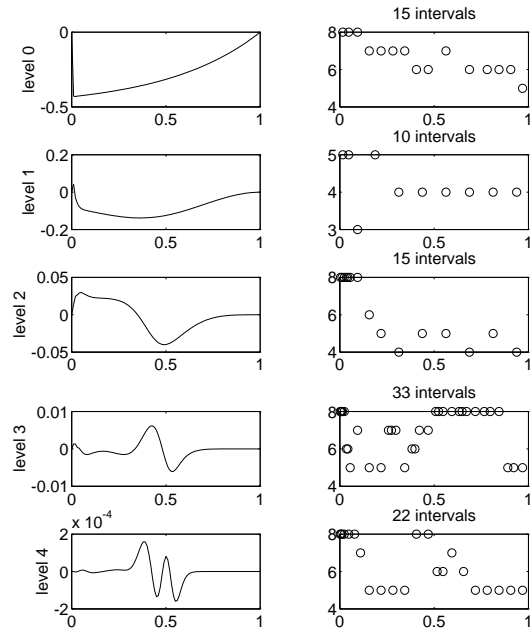 15 intervals
0
-0.5
level 0
0 0.5 1
8
6
4
0 0.5 1
10 intervals
0.2
0
-0.2
level 1
0 0.5 1
5
4
3
0 0.5 1
15 intervals
0.05
0
-0.05
level 2
0 0.5 1
8
6
4
0 0.5 1
33 intervals
0.01
0
-0.01
level 3
0 0.5 1
8
6
4
0 0.5 1
22 intervals
x 10^-4
2
0
-2
level 4
0 0.5 1
8
6
4
0 0.5 1